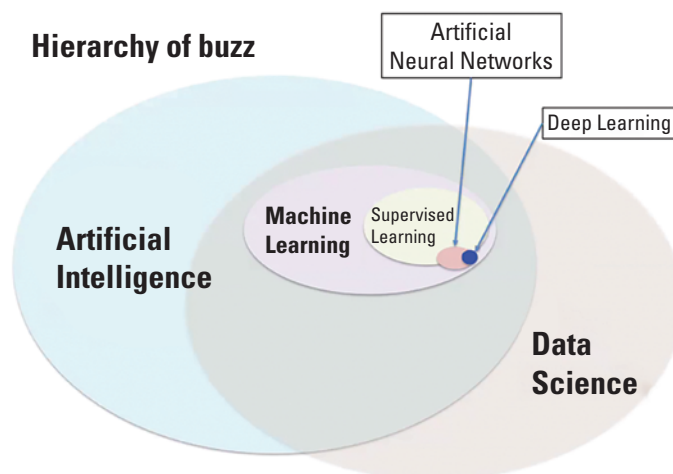 Hierarchy of buzz
Artificial
Neural Networks
Deep Learning
Machine
Learning
Supervised
Learning
Artificial
Intelligence
Data
Science